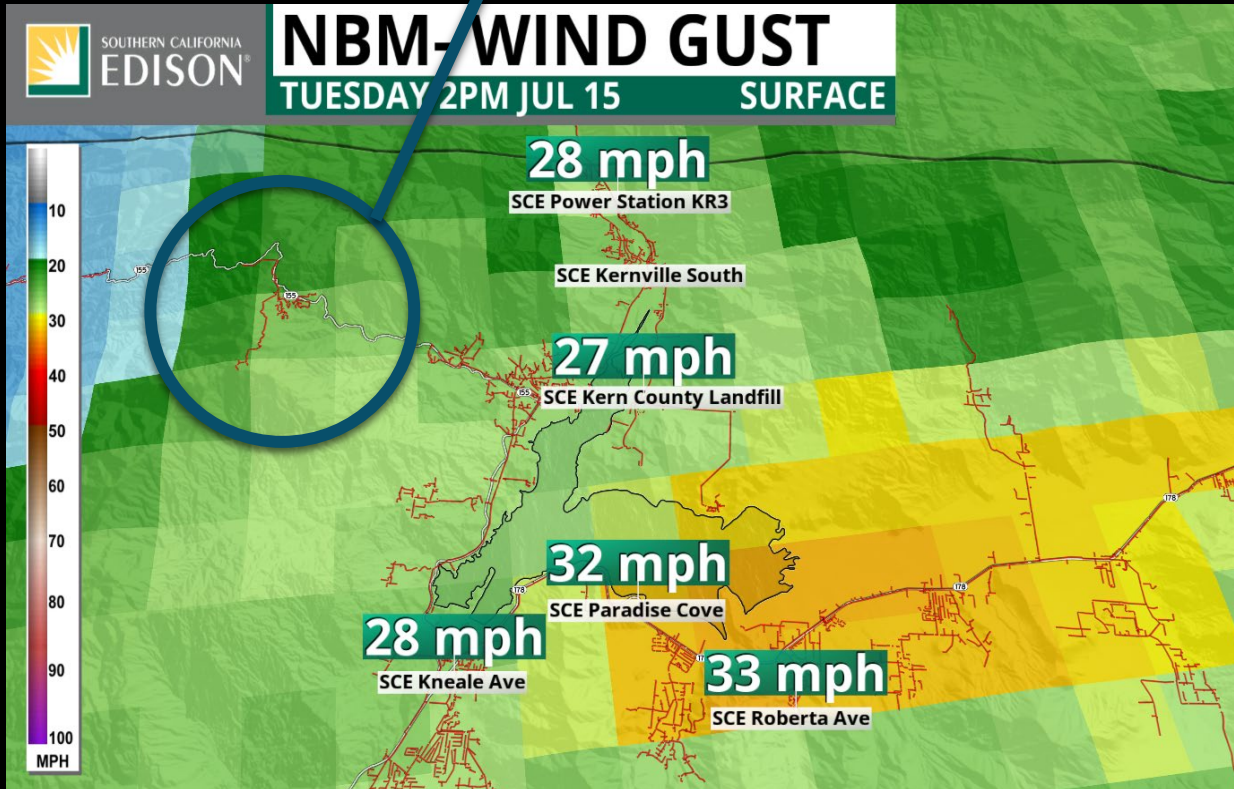 SOUTHERN CALIFORNIA
EDISON®
NBM- WIND GUST
TUESDAY 2PM JUL 15 SURFACE
10
20
30
40
50
60
70
80
90
100
MPH
28 mph
SCE Power Station KR3
155
155
SCE Kernville South
27 mph
SCE Kern County Landfill
155
178
32 mph
SCE Paradise Cove
178
178
28 mph
SCE Kneale Ave
33 mph
SCE Roberta Ave